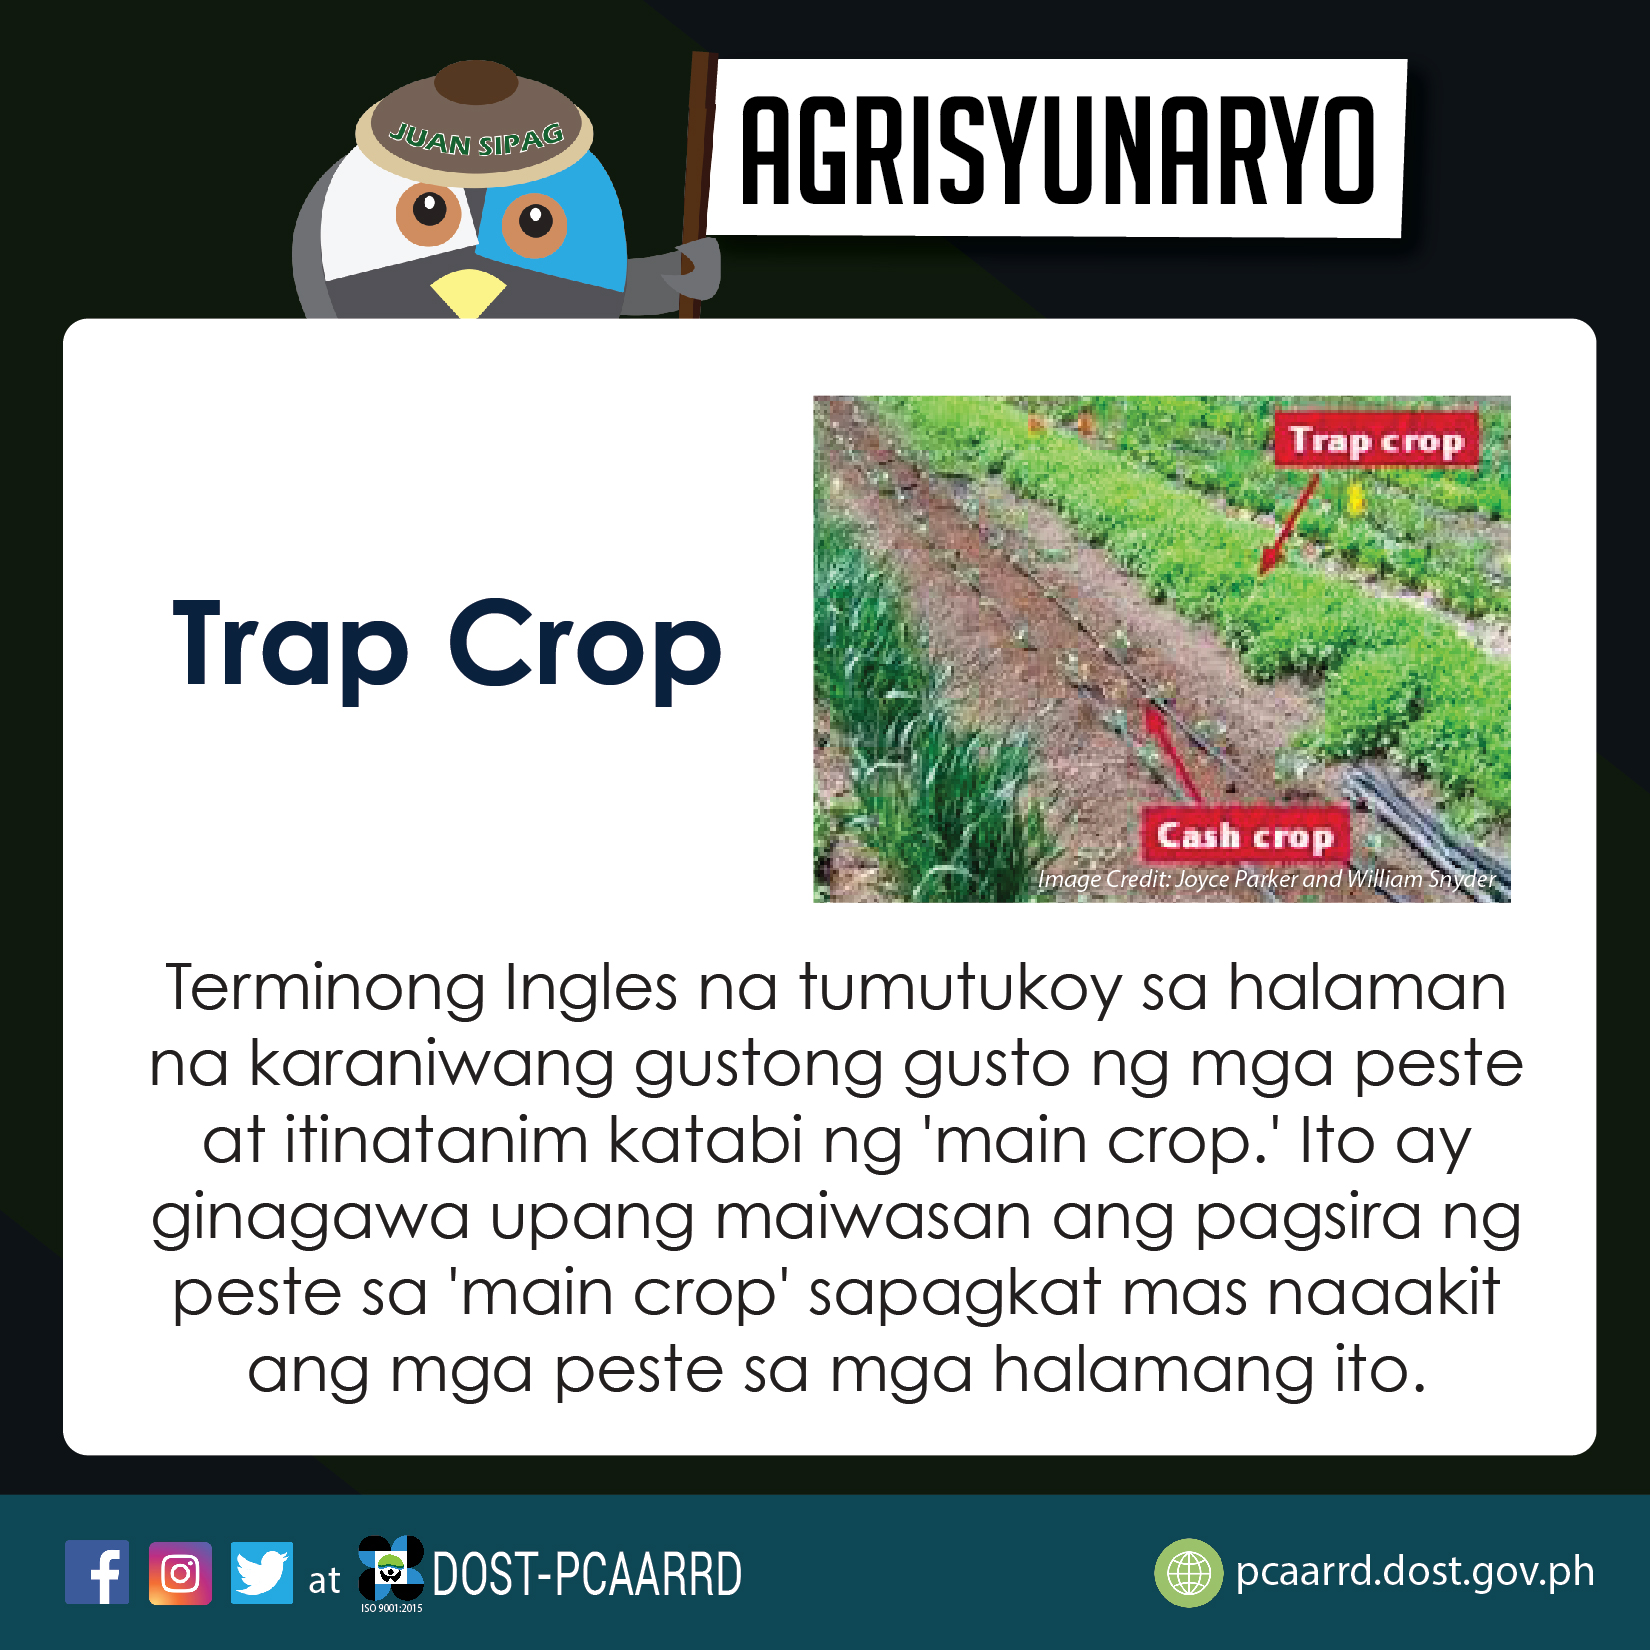 JUAN SIPAG
AGRISYUNARYO
Trap Crop
Trap crop
Cash crop
Image Credit: Joyce Parker and William Snyder
Terminong Ingles na tumutukoy sa halaman
na karaniwang gustong gusto ng mga peste
at itinatanim katabi ng 'main crop.' Ito ay
ginagawa upang maiwasan ang pagsira ng
peste sa 'main crop' sapagkat mas naaakit
ang mga peste sa mga halamang ito.
at DOST-PCAARRD
ISO 9001:2015
pcaarrd.dost.gov.ph